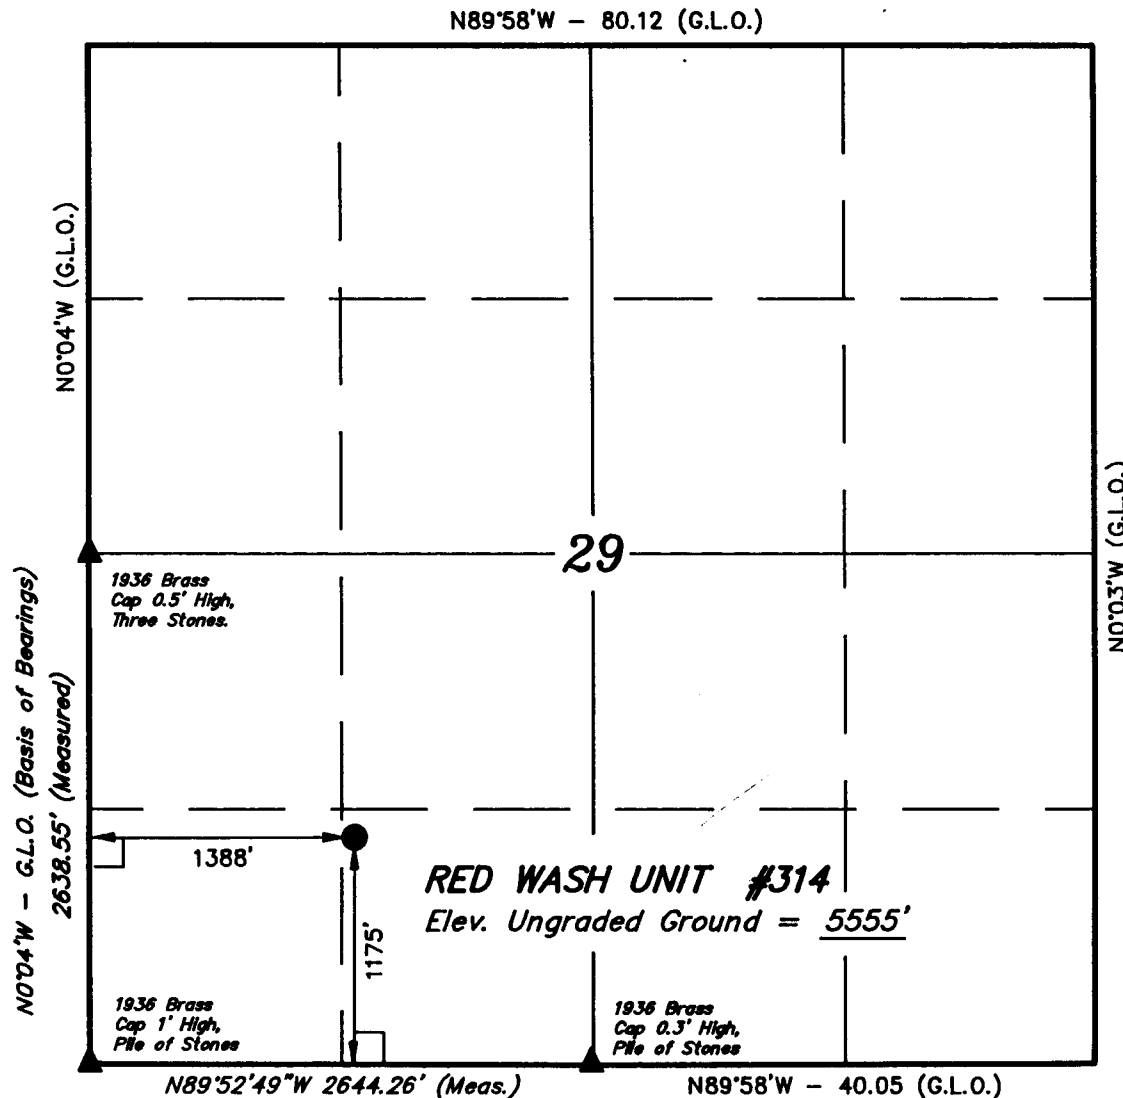 N89°58'W – 80.12 (G.L.O.)
N0°04'W (G.L.O.)
29
1936 Brass
Cap 0.5' High,
Three Stones.
N0°03'W (G.L.O.)
N0°04'W – G.L.O. (Basis of Bearings)
2638.55' (Measured)
1388'
RED WASH UNIT #314
Elev. Ungraded Ground = 5555'
1175'
1936 Brass
Cap 1' High,
Pile of Stones
1936 Brass
Cap 0.3' High,
Pile of Stones
N89°52'49"W 2644.26' (Meas.)
N89°58'W – 40.05 (G.L.O.)